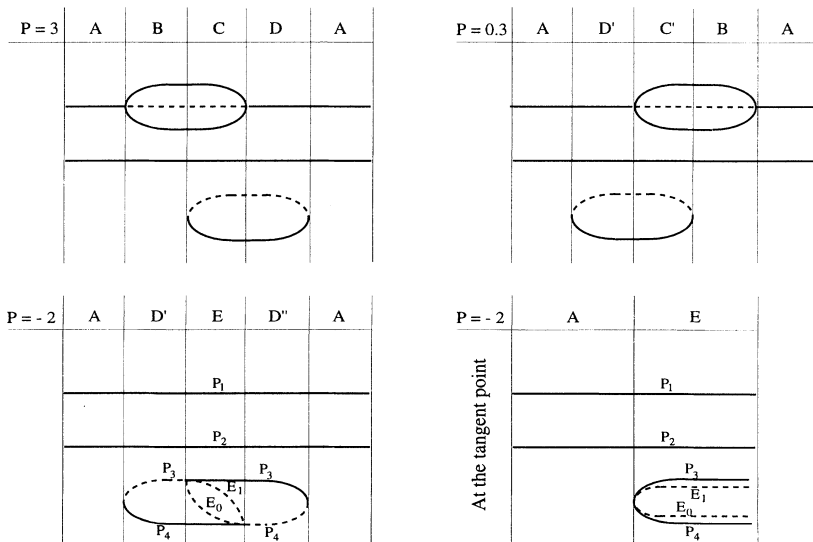 P = 3 A B C D A
P = 0.3 A D' C' B A
P = - 2 A D' E D" A
P₁
P₂
P₃ P₃
E₁
E₀
P₄ P₄
P = - 2 A E
At the tangent point
P₁
P₂
P₃
E₁
E₀
P₄